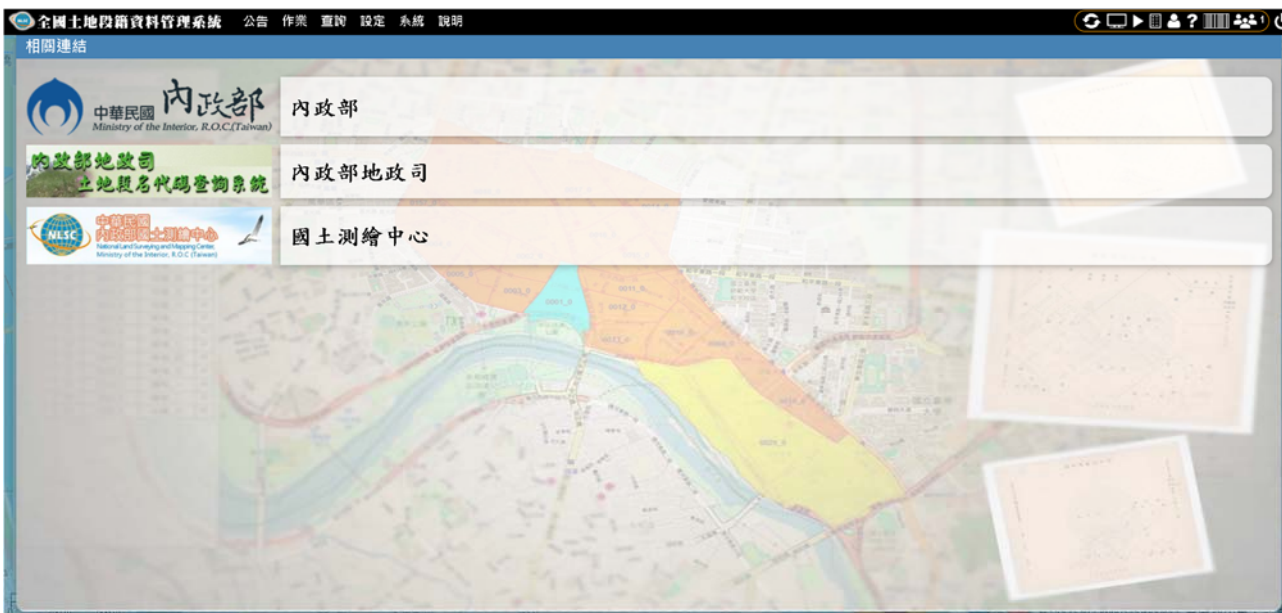 全國土地段籍資料管理系統 公告 作業 查詢 設定 系統 說明
相關連結
中華民國 內政部
Ministry of the Interior, R.O.C.(Taiwan)
內政部
內政部地政司
土地段名代碼查詢系統
內政部地政司
NLSC
中華民國
內政部國土測繪中心
National Land Surveying and Mapping Center,
Ministry of the Interior, R.O.C (Taiwan)
國土測繪中心
0001_0
0011_0
0021_0